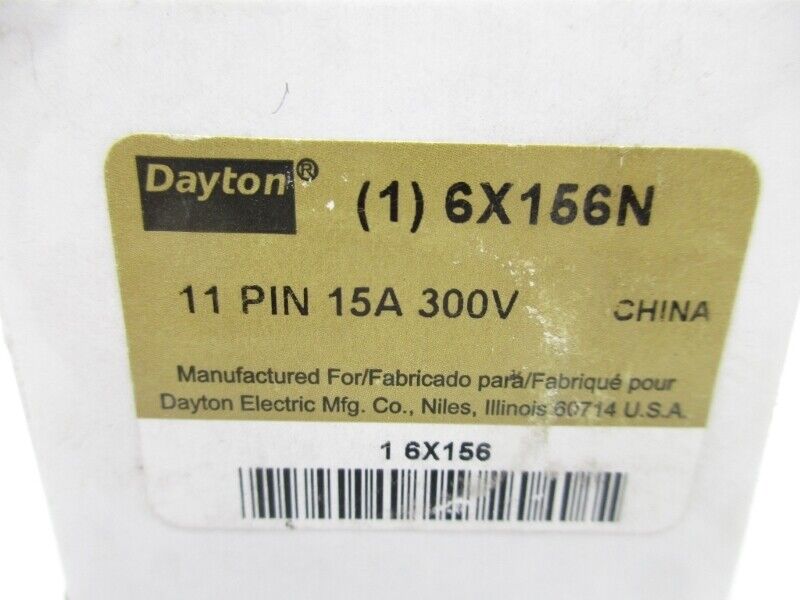 Dayton®
(1) 6X156N
11 PIN 15A 300V CHINA
Manufactured For/Fabricado para/Fabriqué pour
Dayton Electric Mfg. Co., Niles, Illinois 60714 U.S.A.
1 6X156